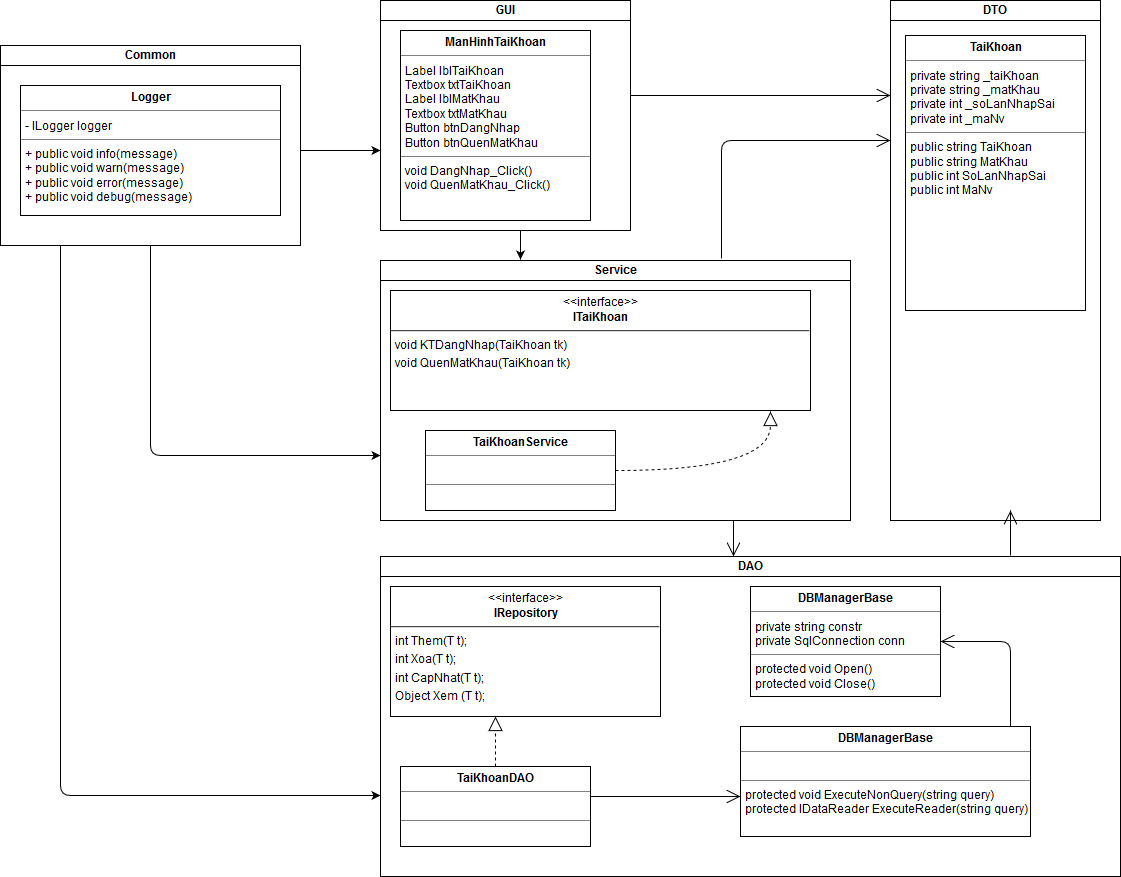 Common
Logger
- ILogger logger
+ public void info(message)
+ public void warn(message)
+ public void error(message)
+ public void debug(message)
GUI
ManHinhTaiKhoan
Label lblTaiKhoan
Textbox txtTaiKhoan
Label lblMatKhau
Textbox txtMatKhau
Button btnDangNhap
Button btnQuenMatKhau
void DangNhap_Click()
void QuenMatKhau_Click()
DTO
TaiKhoan
private string _taiKhoan
private string _matKhau
private int _soLanNhapSai
private int _maNv
public string TaiKhoan
public string MatKhau
public int SoLanNhapSai
public int MaNv
Service
<<interface>>
ITaiKhoan
void KTDangNhap(TaiKhoan tk)
void QuenMatKhau(TaiKhoan tk)
TaiKhoanService
DAO
<<interface>>
IRepository
int Them(T t);
int Xoa(T t);
int CapNhat(T t);
Object Xem (T t);
TaiKhoanDAO
DBManagerBase
private string constr
private SqlConnection conn
protected void Open()
protected void Close()
DBManagerBase
protected void ExecuteNonQuery(string query)
protected IDataReader ExecuteReader(string query)